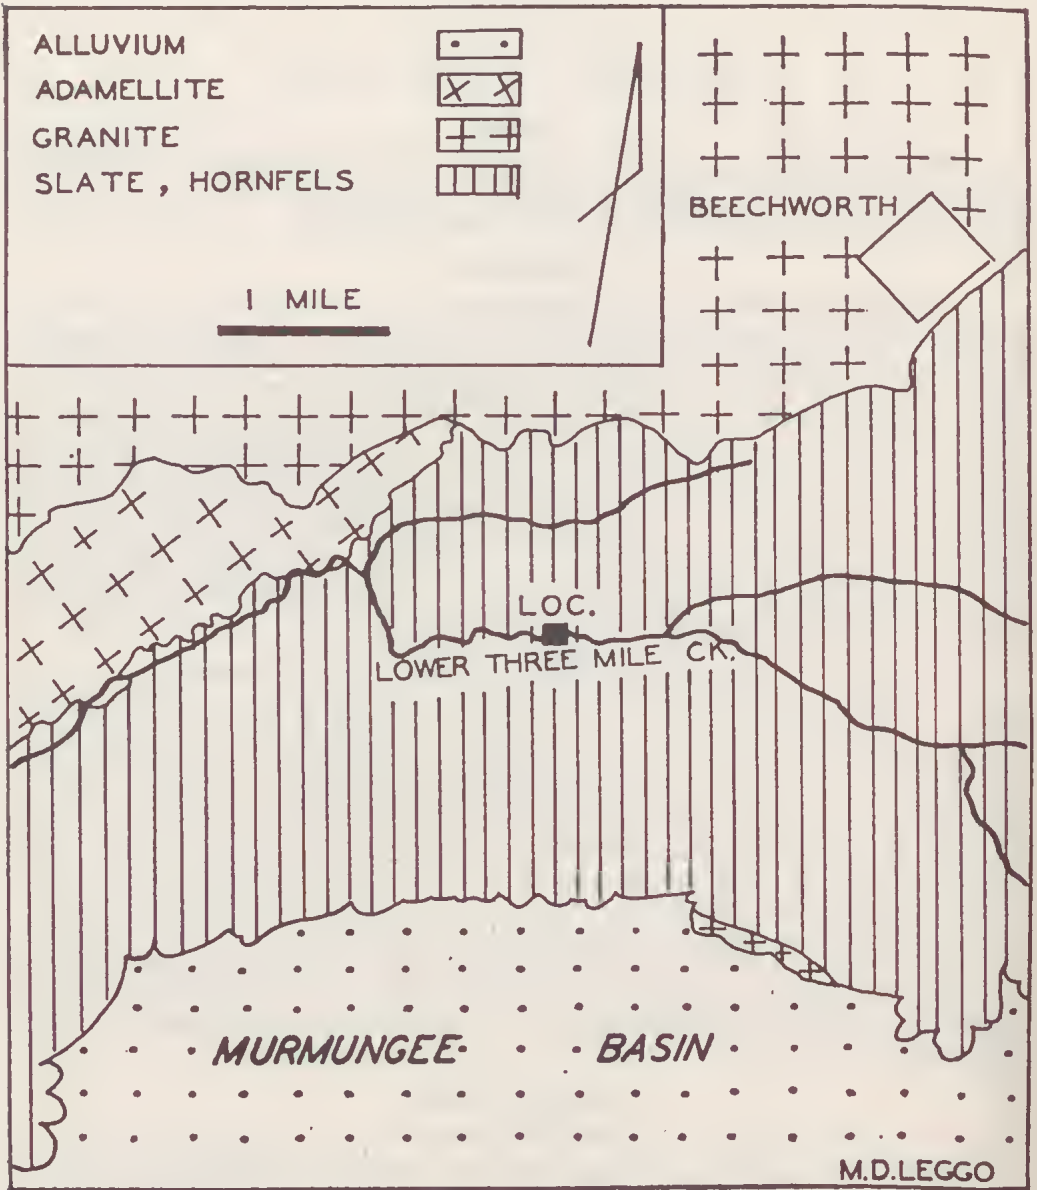 ALLUVIUM
ADAMELLITE
GRANITE
SLATE , HORNFELS
1 MILE
BEECHWORTH
LOC.
LOWER THREE MILE CK.
MURMUNGEE BASIN
M.D.LEGGO